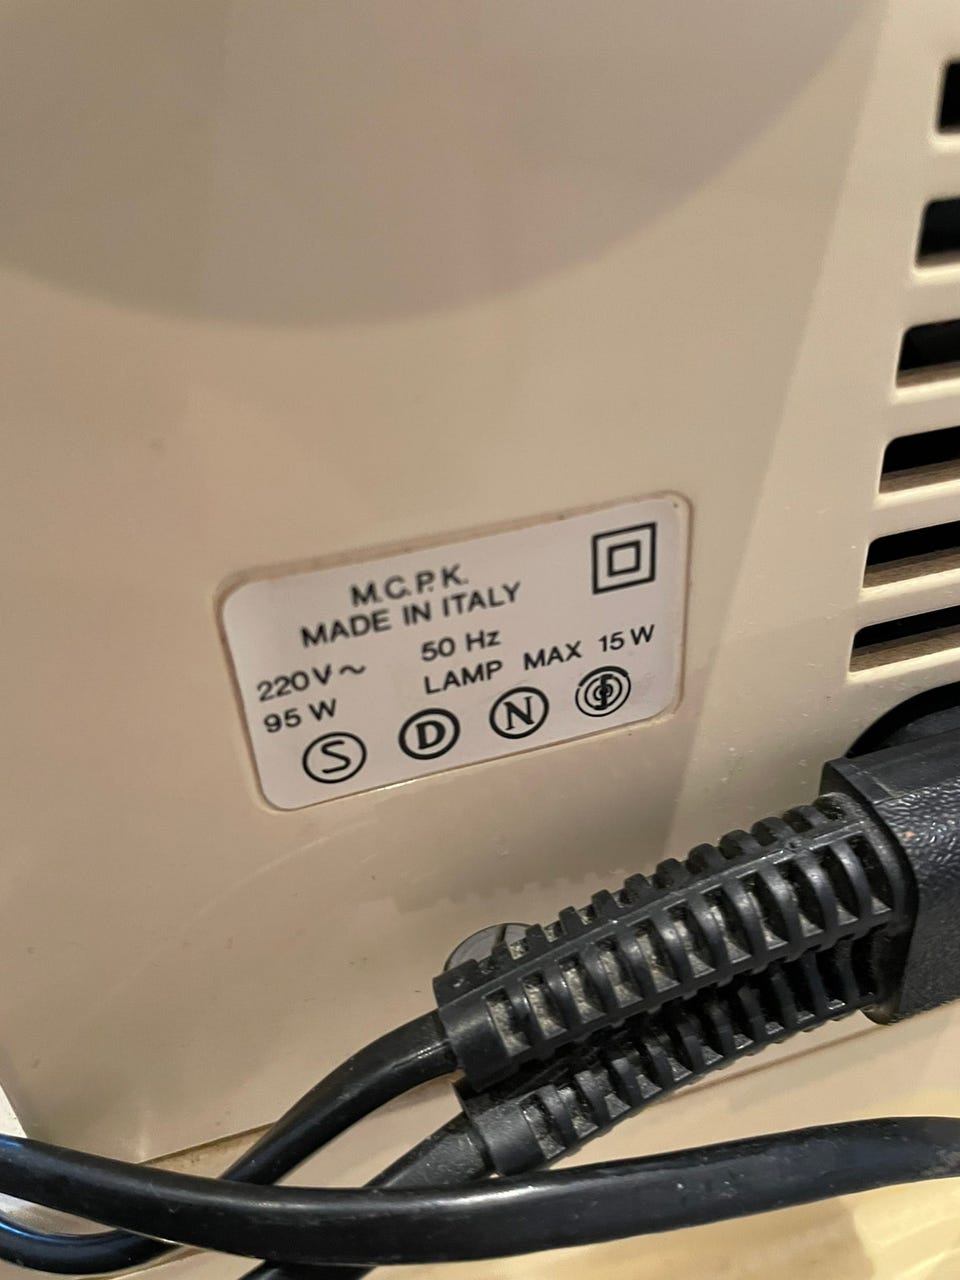 M.C.P.K.
MADE IN ITALY
220V~ 50 Hz
95 W LAMP MAX 15 W
S D N